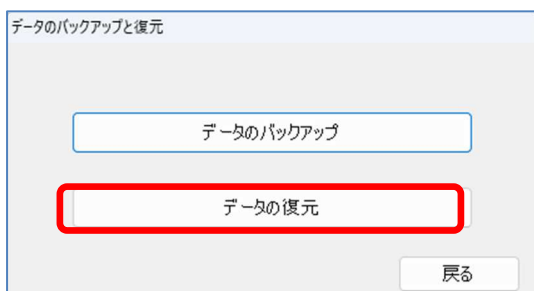 データのバックアップと復元
データのバックアップ
データの復元
戻る